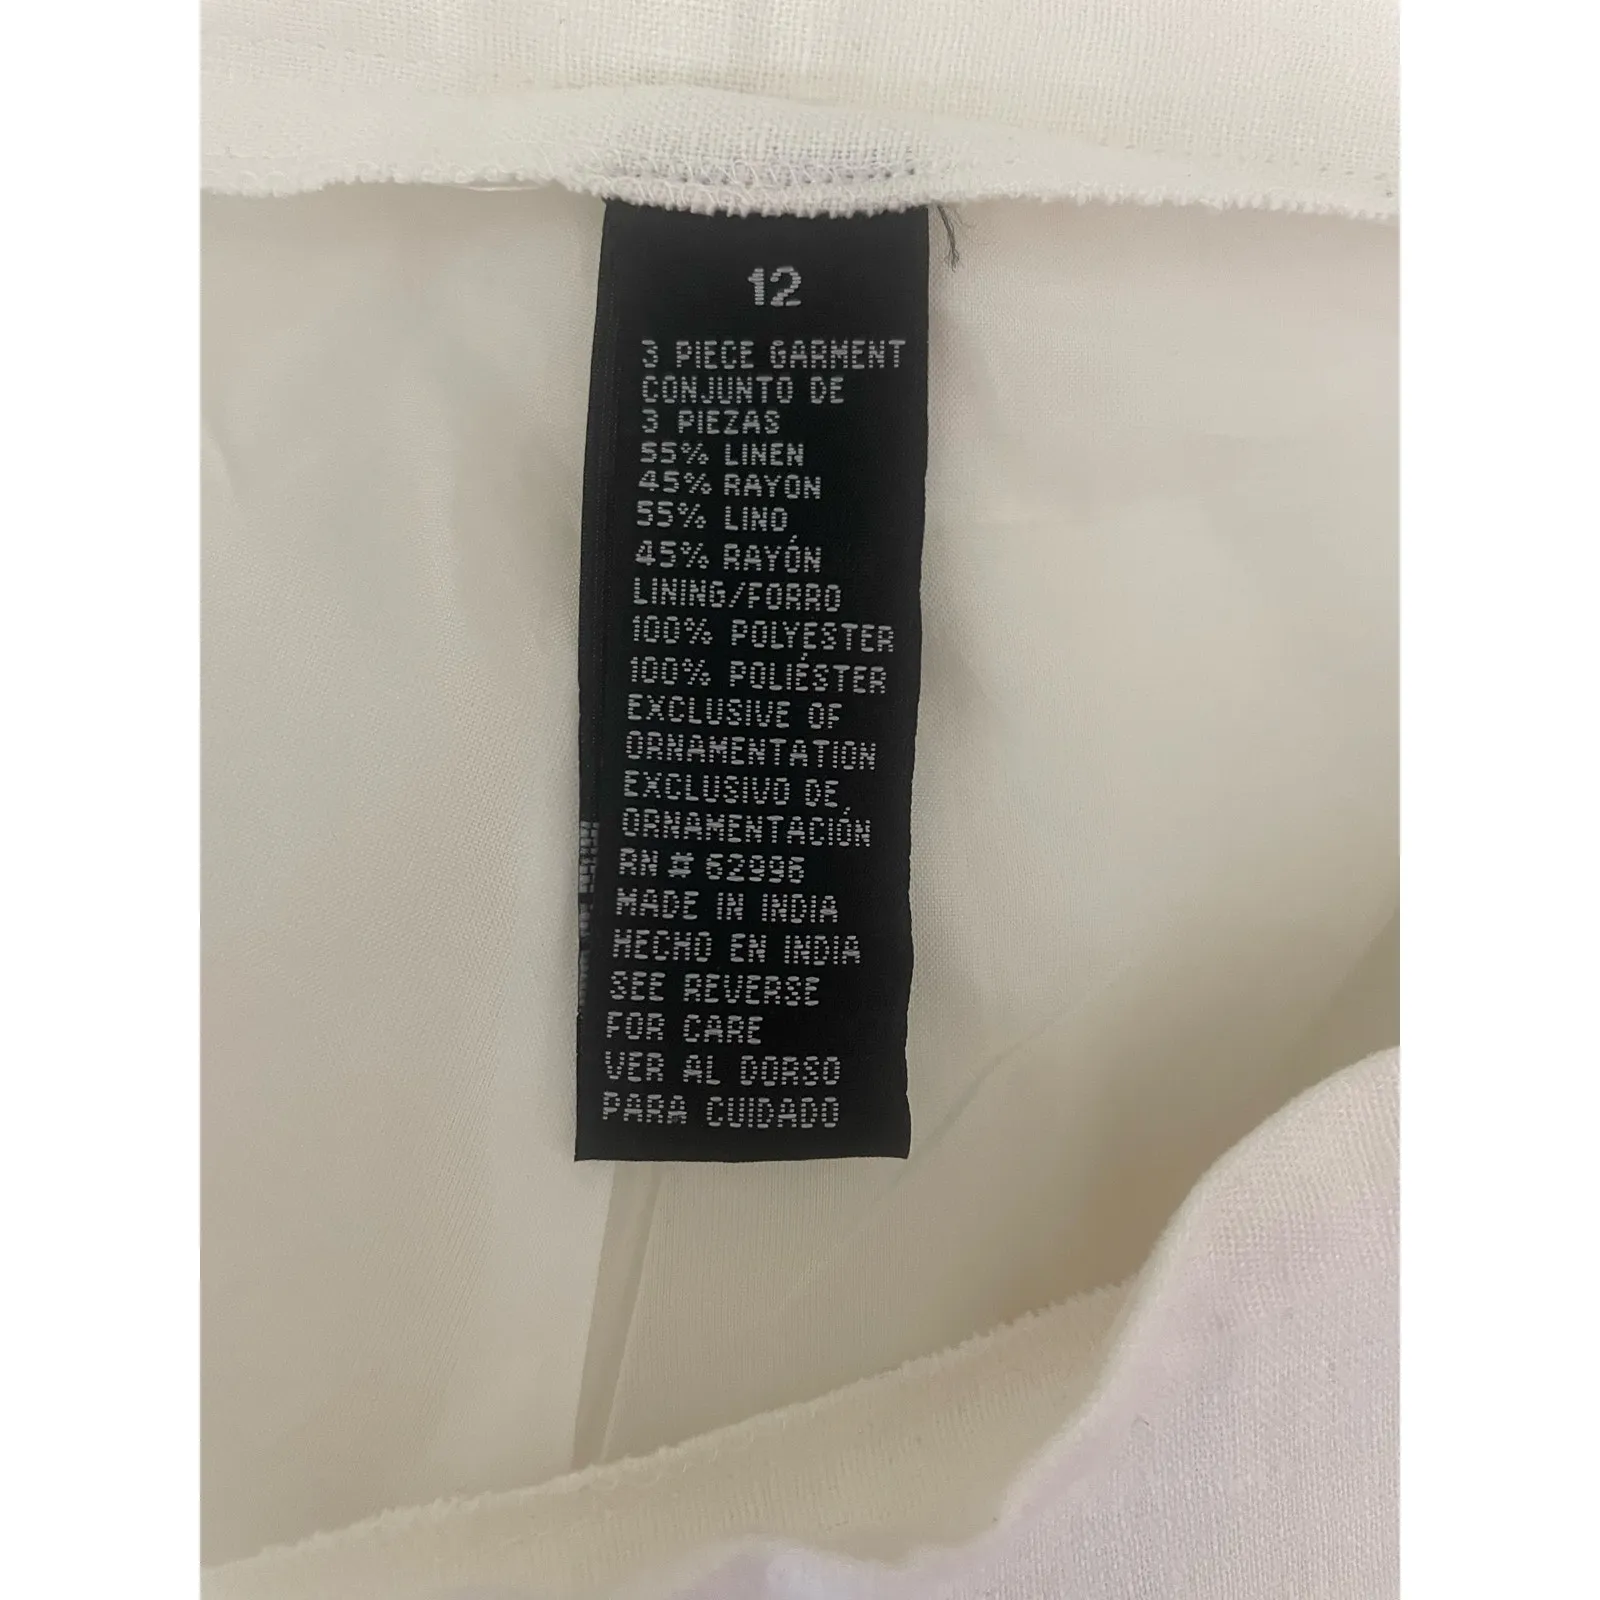 12
3 PIECE GARMENT
CONJUNTO DE
3 PIEZAS
55% LINEN
45% RAYON
55% LINO
45% RAYÓN
LINING/FORRO
100% POLYESTER
100% POLIÉSTER
EXCLUSIVE OF
ORNAMENTATION
EXCLUSIVO DE
ORNAMENTACIÓN
RN # 62996
MADE IN INDIA
HECHO EN INDIA
SEE REVERSE
FOR CARE
VER AL DORSO
PARA CUIDADO